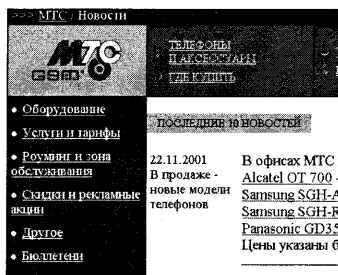 >>> МТС / Новости
МТС
GSM
ТЕЛЕФОНЫ
И АКСЕССУАРЫ
ГДЕ КУПИТЬ
• Оборудование
• Услуги и тарифы
• Роуминг и зона
обслуживания
• Скидки и рекламные
акции
• Другое
• Бюллетени
ПОСЛЕДНИЕ 10 НОВОСТЕЙ
22.11.2001
В продаже -
новые модели
телефонов
В офисах МТС
Alcatel OT 700 -
Samsung SGH-A
Samsung SGH-R
Panasonic GD35
Цены указаны б